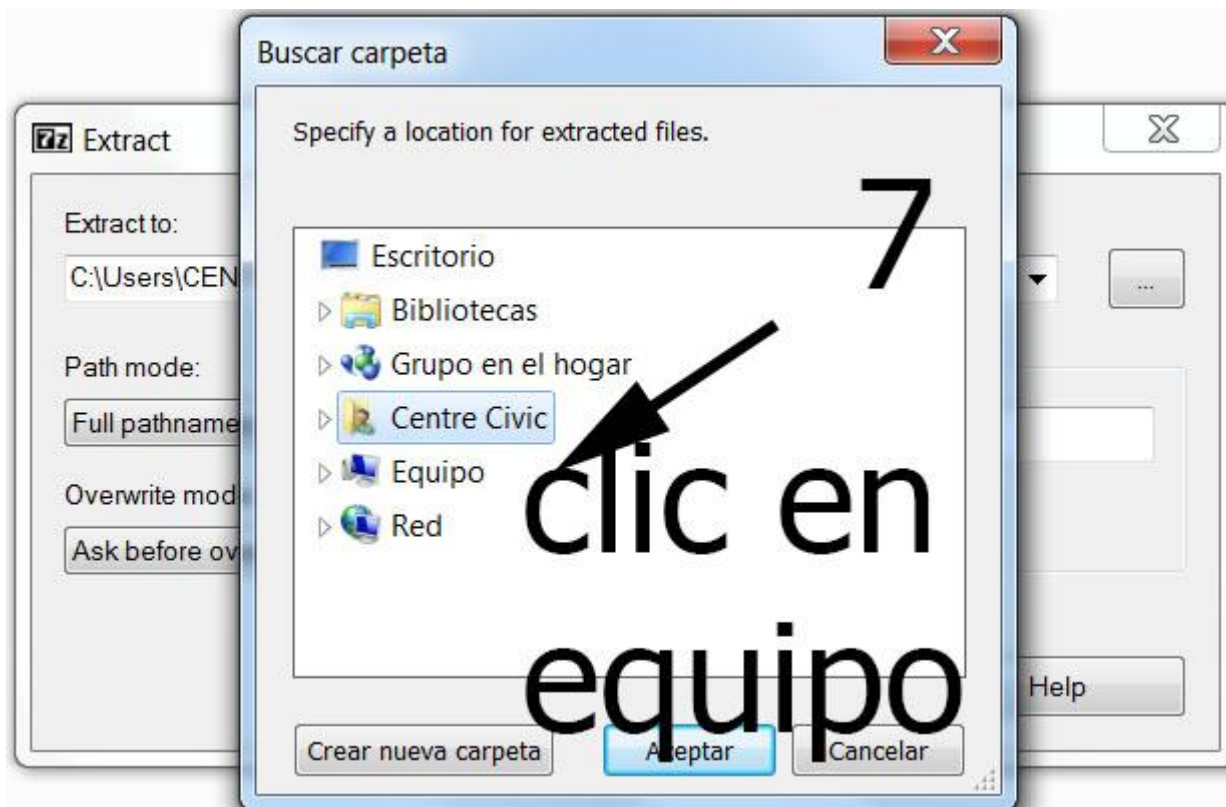 Buscar carpeta
Extract
Specify a location for extracted files.
7
Extract to:
C:\Users\CEN
...
Escritorio
Bibliotecas
Grupo en el hogar
Centre Civic
Equipo
Red
clic en
equipo
Path mode:
Full pathname
Overwrite mod
Ask before ov
Help
Crear nueva carpeta
Aceptar
Cancelar